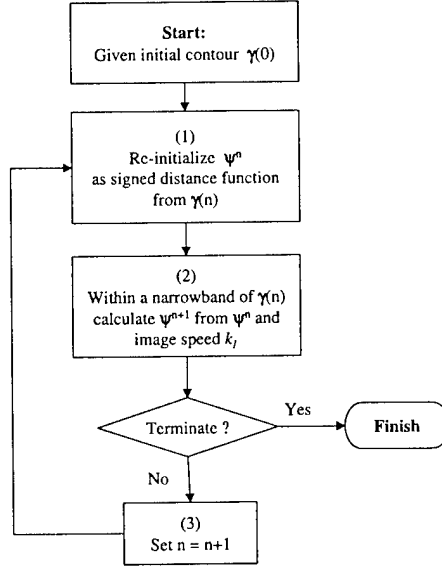 Start:
Given initial contour γ(0)
(1)
Re-initialize ψⁿ
as signed distance function
from γ(n)
(2)
Within a narrowband of γ(n)
calculate ψⁿ⁺¹ from ψⁿ and
image speed k_I
Terminate ?
Yes
Finish
No
(3)
Set n = n+1